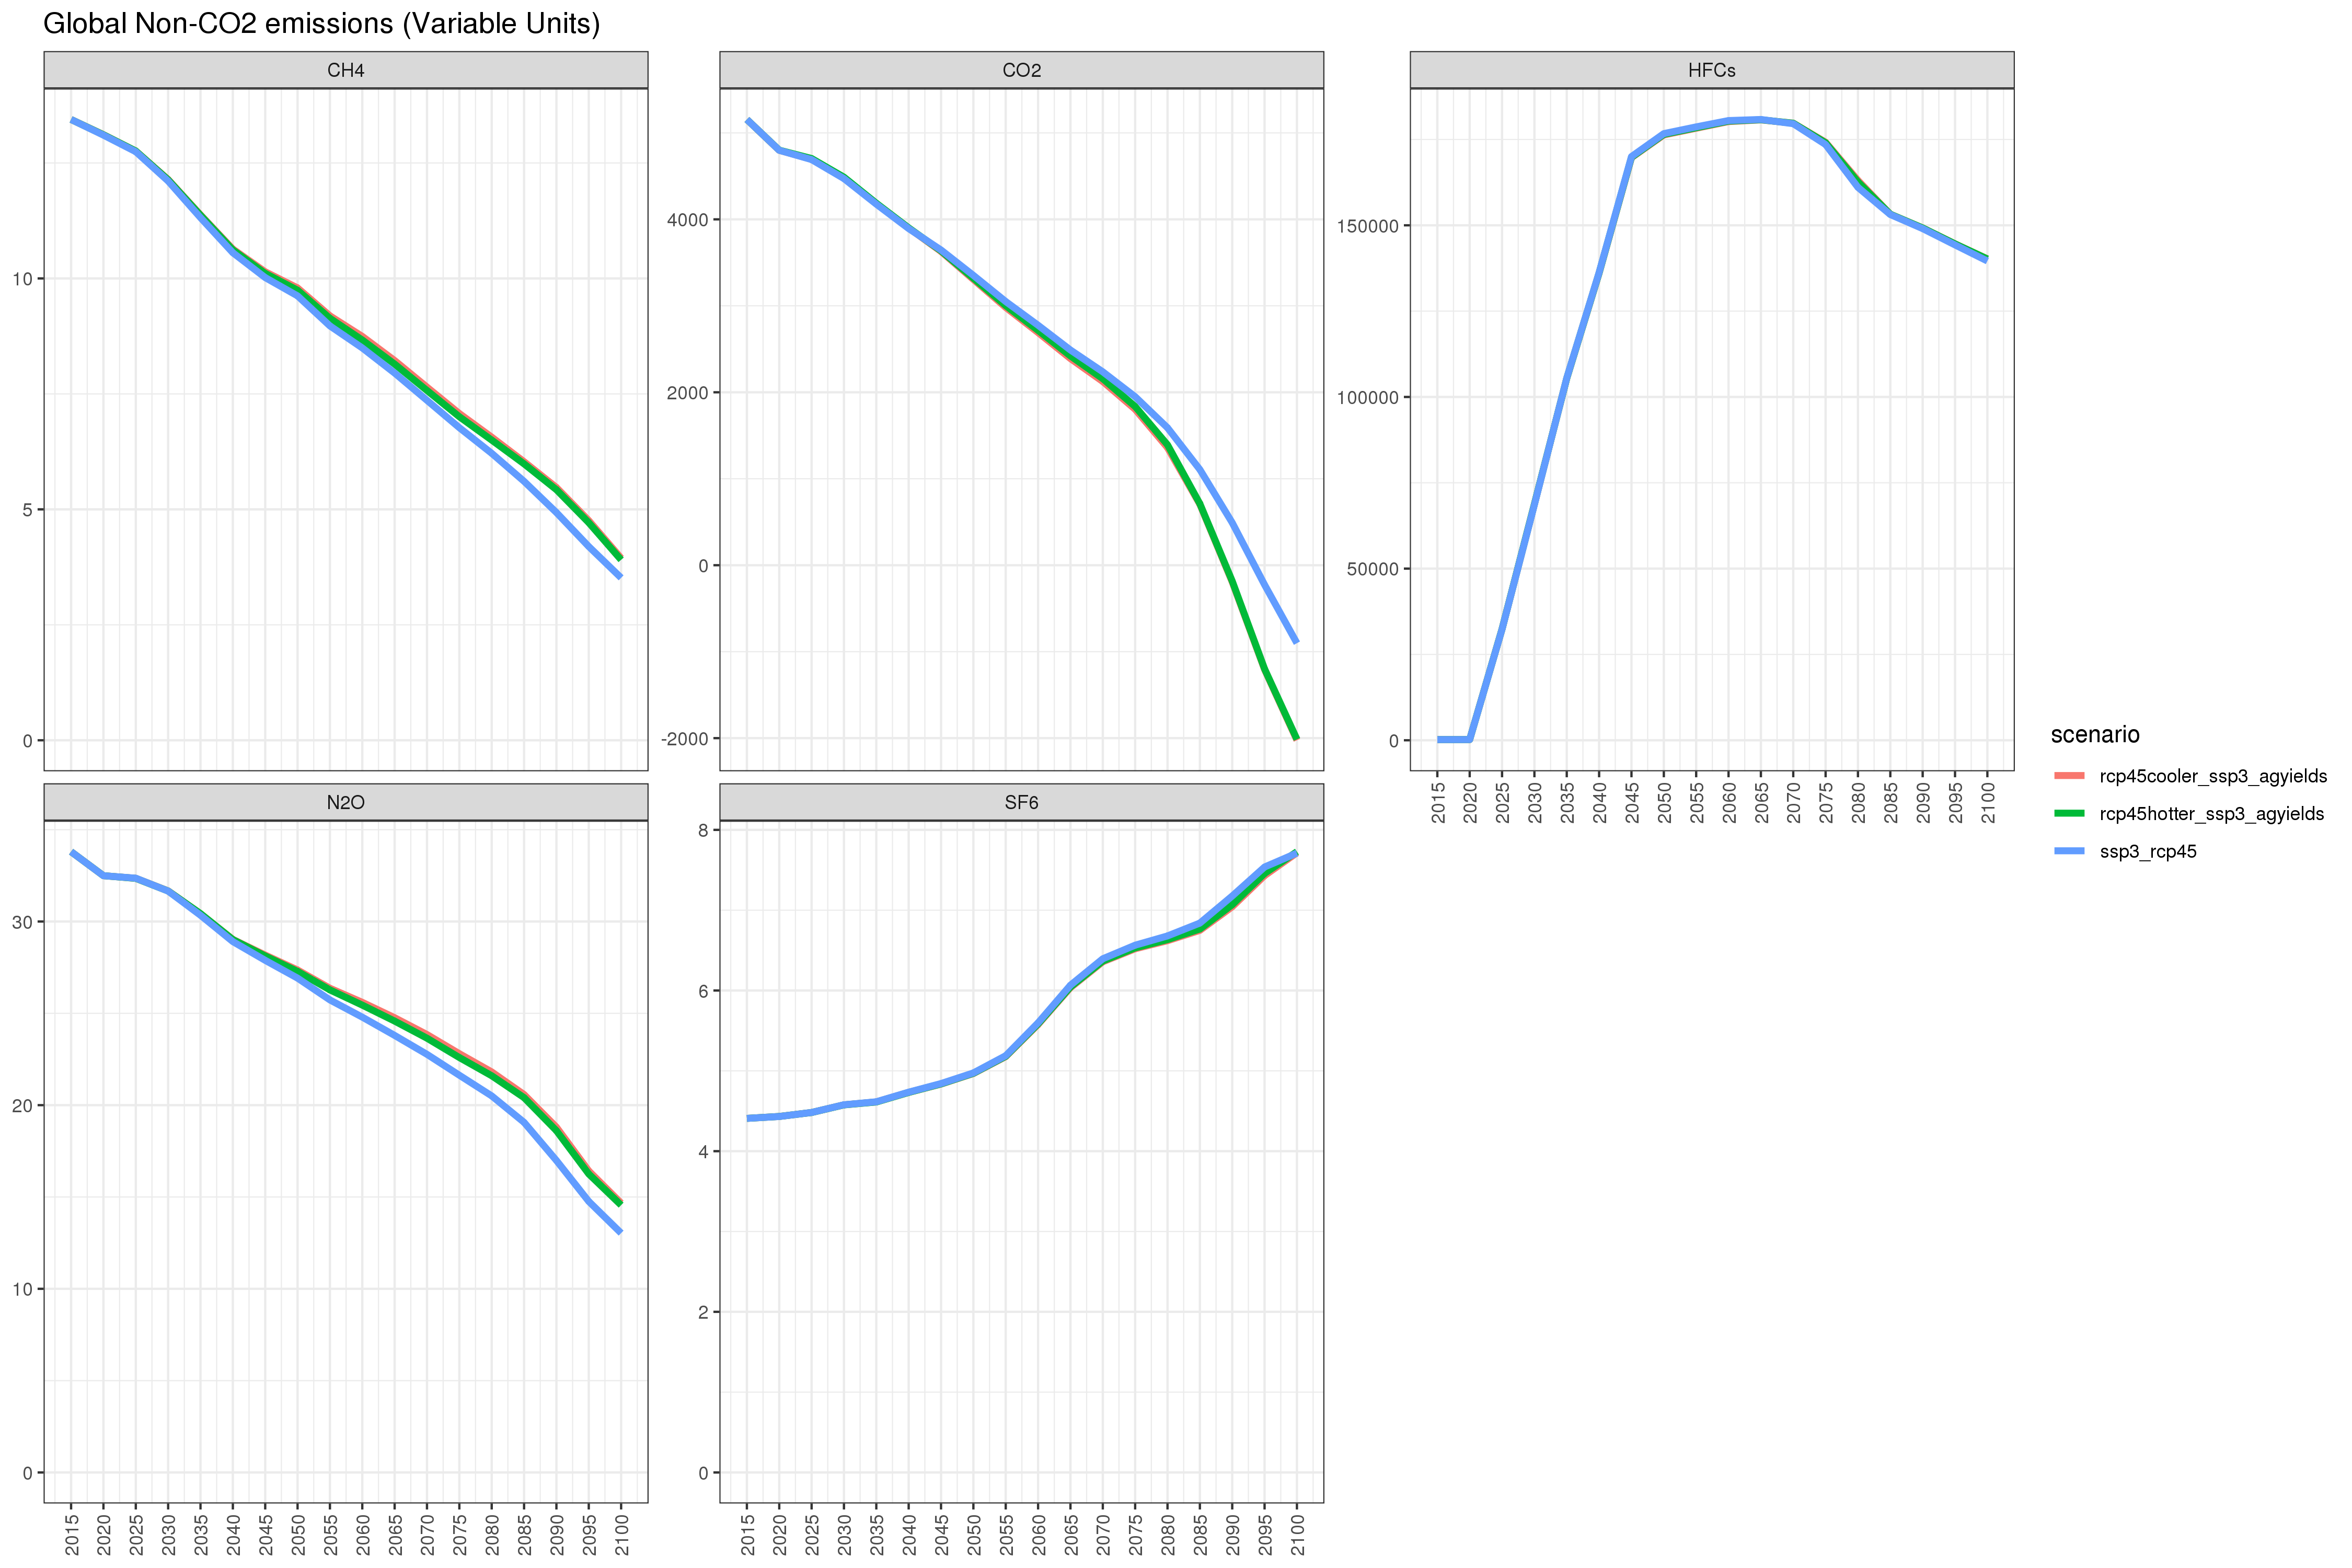 Global Non-CO2 emissions (Variable Units)
CH4
CO2
HFCs
10
5
0
4000
2000
0
-2000
150000
100000
50000
0
2015 2020 2025 2030 2035 2040 2045 2050 2055 2060 2065 2070 2075 2080 2085 2090 2095 2100
scenario
rcp45cooler_ssp3_agyields
rcp45hotter_ssp3_agyields
ssp3_rcp45
N2O
SF6
30
20
10
0
8
6
4
2
0
2015 2020 2025 2030 2035 2040 2045 2050 2055 2060 2065 2070 2075 2080 2085 2090 2095 2100
2015 2020 2025 2030 2035 2040 2045 2050 2055 2060 2065 2070 2075 2080 2085 2090 2095 2100